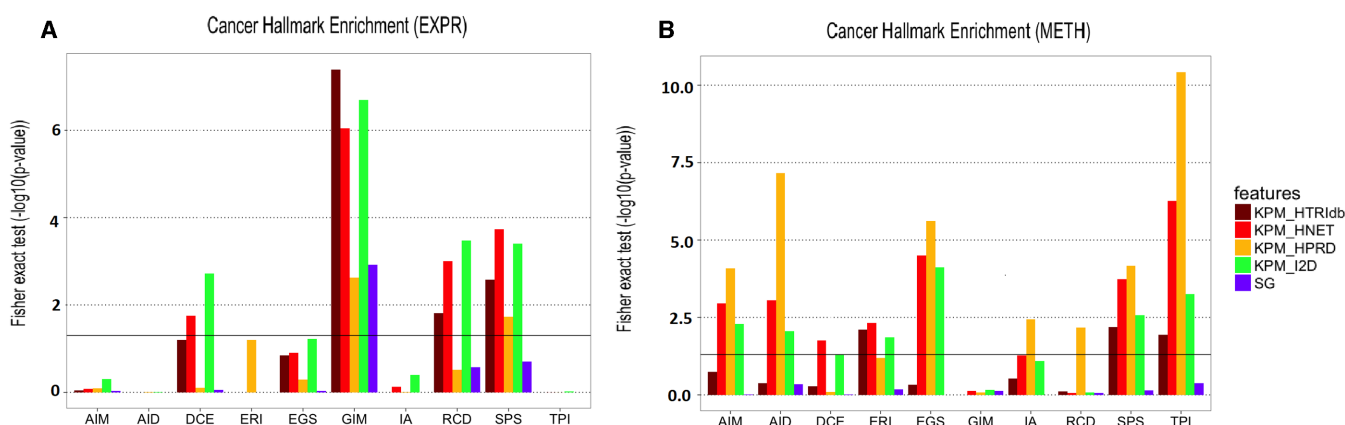 A
Cancer Hallmark Enrichment (EXPR)
Fisher exact test (-log10(p-value))
6
4
2
0
AIM AID DCE ERI EGS GIM IA RCD SPS TPI
B
Cancer Hallmark Enrichment (METH)
Fisher exact test (-log10(p-value))
10.0
7.5
5.0
2.5
0.0
AIM AID DCE ERI EGS GIM IA RCD SPS TPI
features
KPM_HTRIdb
KPM_HNET
KPM_HPRD
KPM_I2D
SG